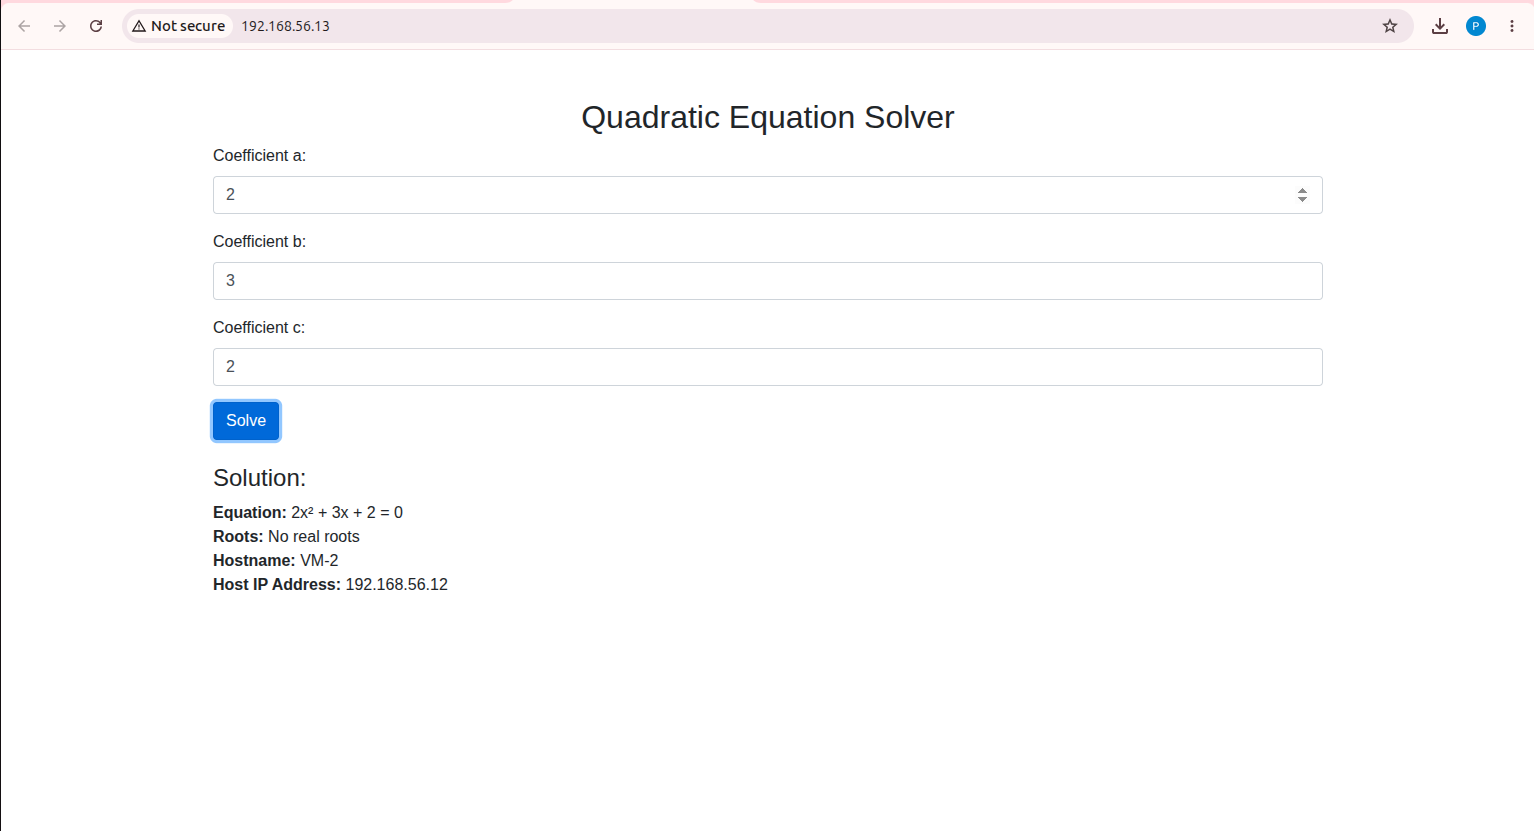 Not secure 192.168.56.13
P
Quadratic Equation Solver
Coefficient a:
2
Coefficient b:
3
Coefficient c:
2
Solve
Solution:
Equation: 2x² + 3x + 2 = 0
Roots: No real roots
Hostname: VM-2
Host IP Address: 192.168.56.12